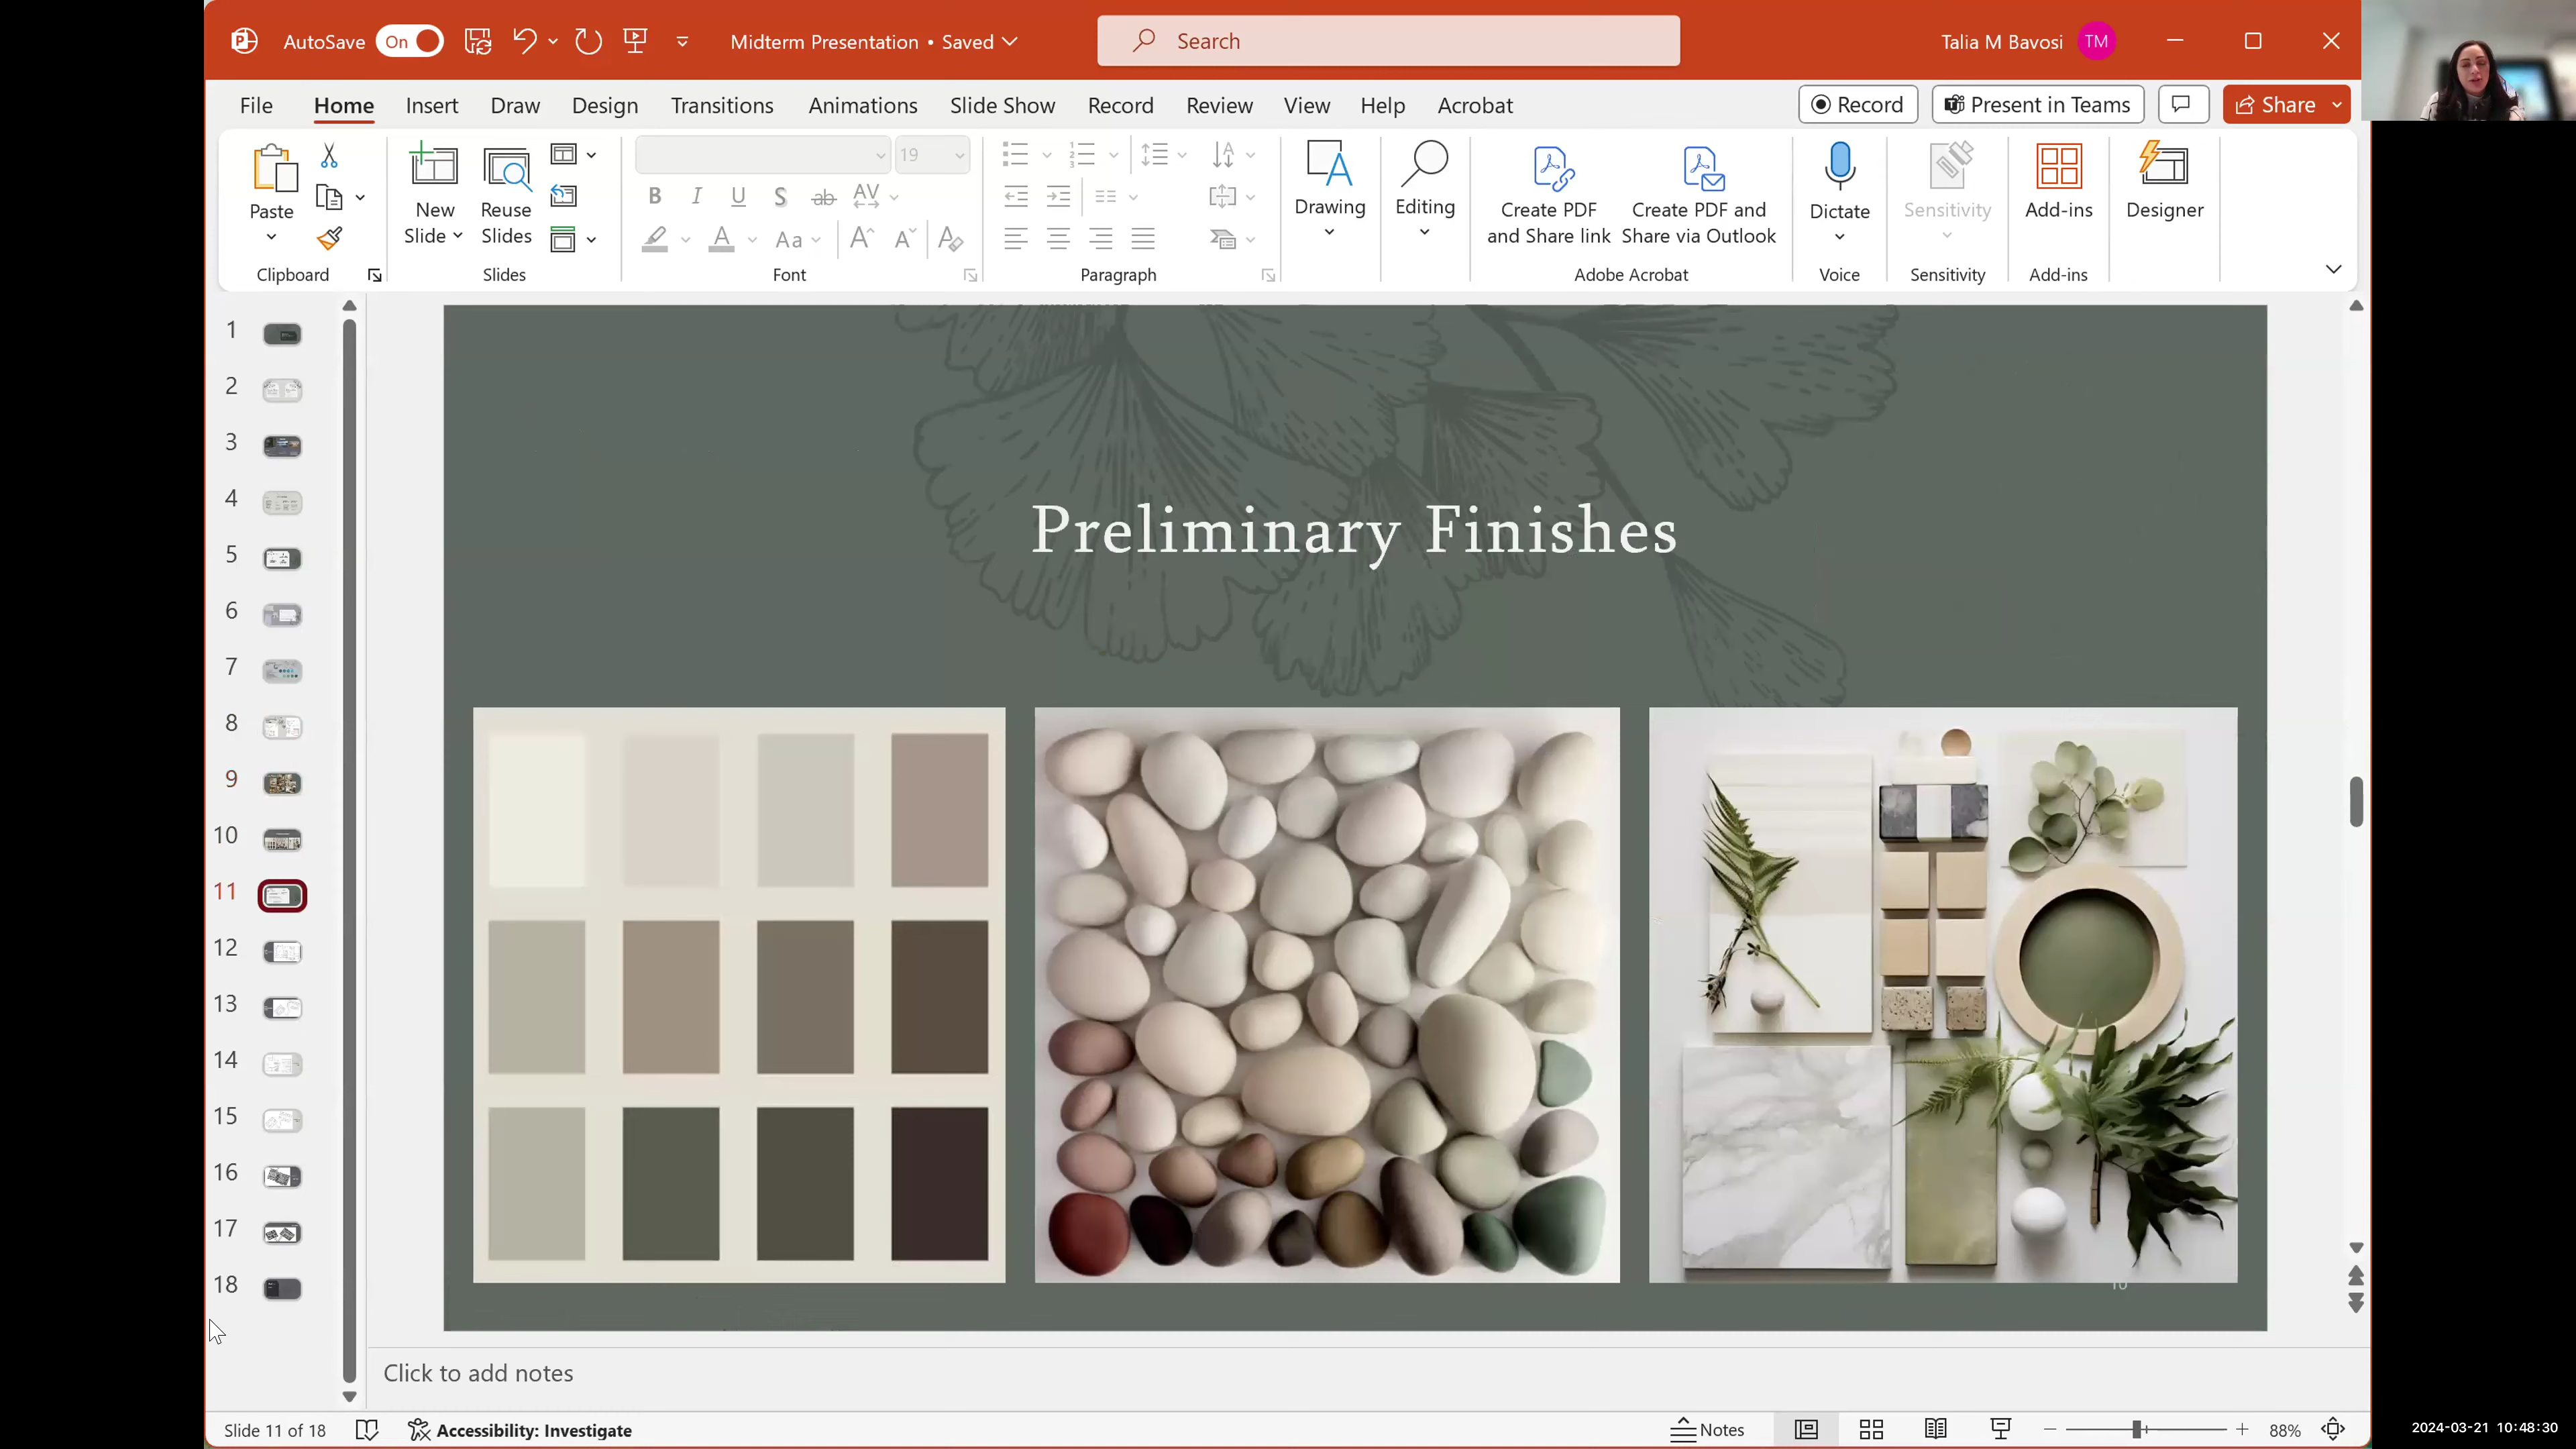 AutoSave On Midterm Presentation • Saved Search Talia M Bavosi TM
File Home Insert Draw Design Transitions Animations Slide Show Record Review View Help Acrobat Record Present in Teams Share
Paste
New
Slide
Reuse
Slides
19
B I U S ab AV
Aa A A A
Drawing
Editing
Create PDF
and Share link
Create PDF and
Share via Outlook
Dictate
Sensitivity
Add-ins
Designer
Clipboard Slides Font Paragraph Adobe Acrobat Voice Sensitivity Add-ins
1
2
3
4
5
6
7
8
9
10
11
12
13
14
15
16
17
18
Preliminary Finishes
Click to add notes
Slide 11 of 18 Accessibility: Investigate Notes 88%
2024-03-21 10:48:30